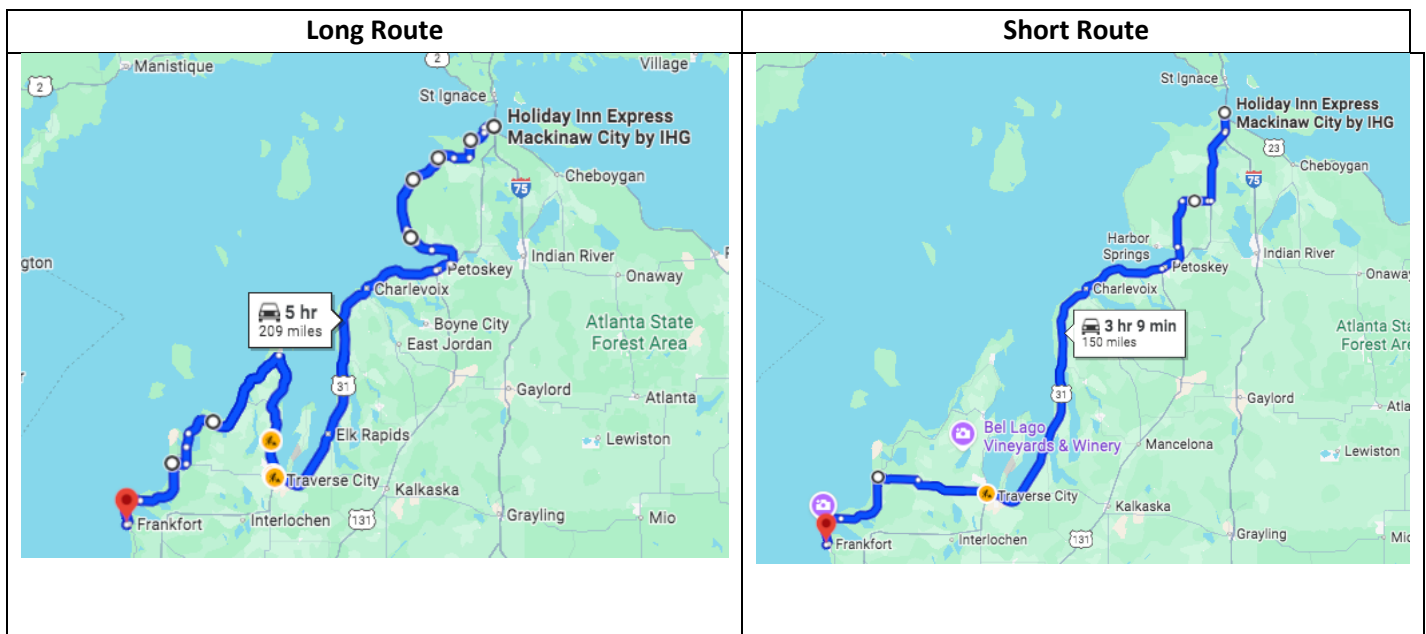 Long Route
Short Route
2
Manistique
2
Village
St Ignace
Holiday Inn Express
Mackinaw City by IHG
75
Cheboygan
gton
Indian River
Petoskey
Onaway
Charlevoix
5 hr
209 miles
Boyne City
Atlanta State
Forest Area
East Jordan
31
Gaylord
Atlanta
Elk Rapids
Lewiston
Traverse City
Kalkaska
Frankfort
Interlochen
131
Grayling
Mio
St Ignace
Holiday Inn Express
Mackinaw City by IHG
23
Cheboygan
75
Harbor
Springs
Indian River
Petoskey
Onaway
Charlevoix
3 hr 9 min
150 miles
Atlanta Sta
Forest Are
31
Gaylord
Atla
Bel Lago
Vineyards & Winery
Mancelona
Lewiston
Traverse City
Kalkaska
Frankfort
Interlochen
131
Grayling
Mio